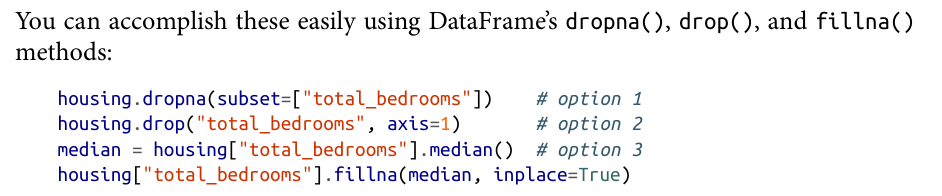 You can accomplish these easily using DataFrame’s dropna(), drop(), and fillna()
methods:
housing.dropna(subset=["total_bedrooms"])    # option 1
housing.drop("total_bedrooms", axis=1)       # option 2
median = housing["total_bedrooms"].median()  # option 3
housing["total_bedrooms"].fillna(median, inplace=True)